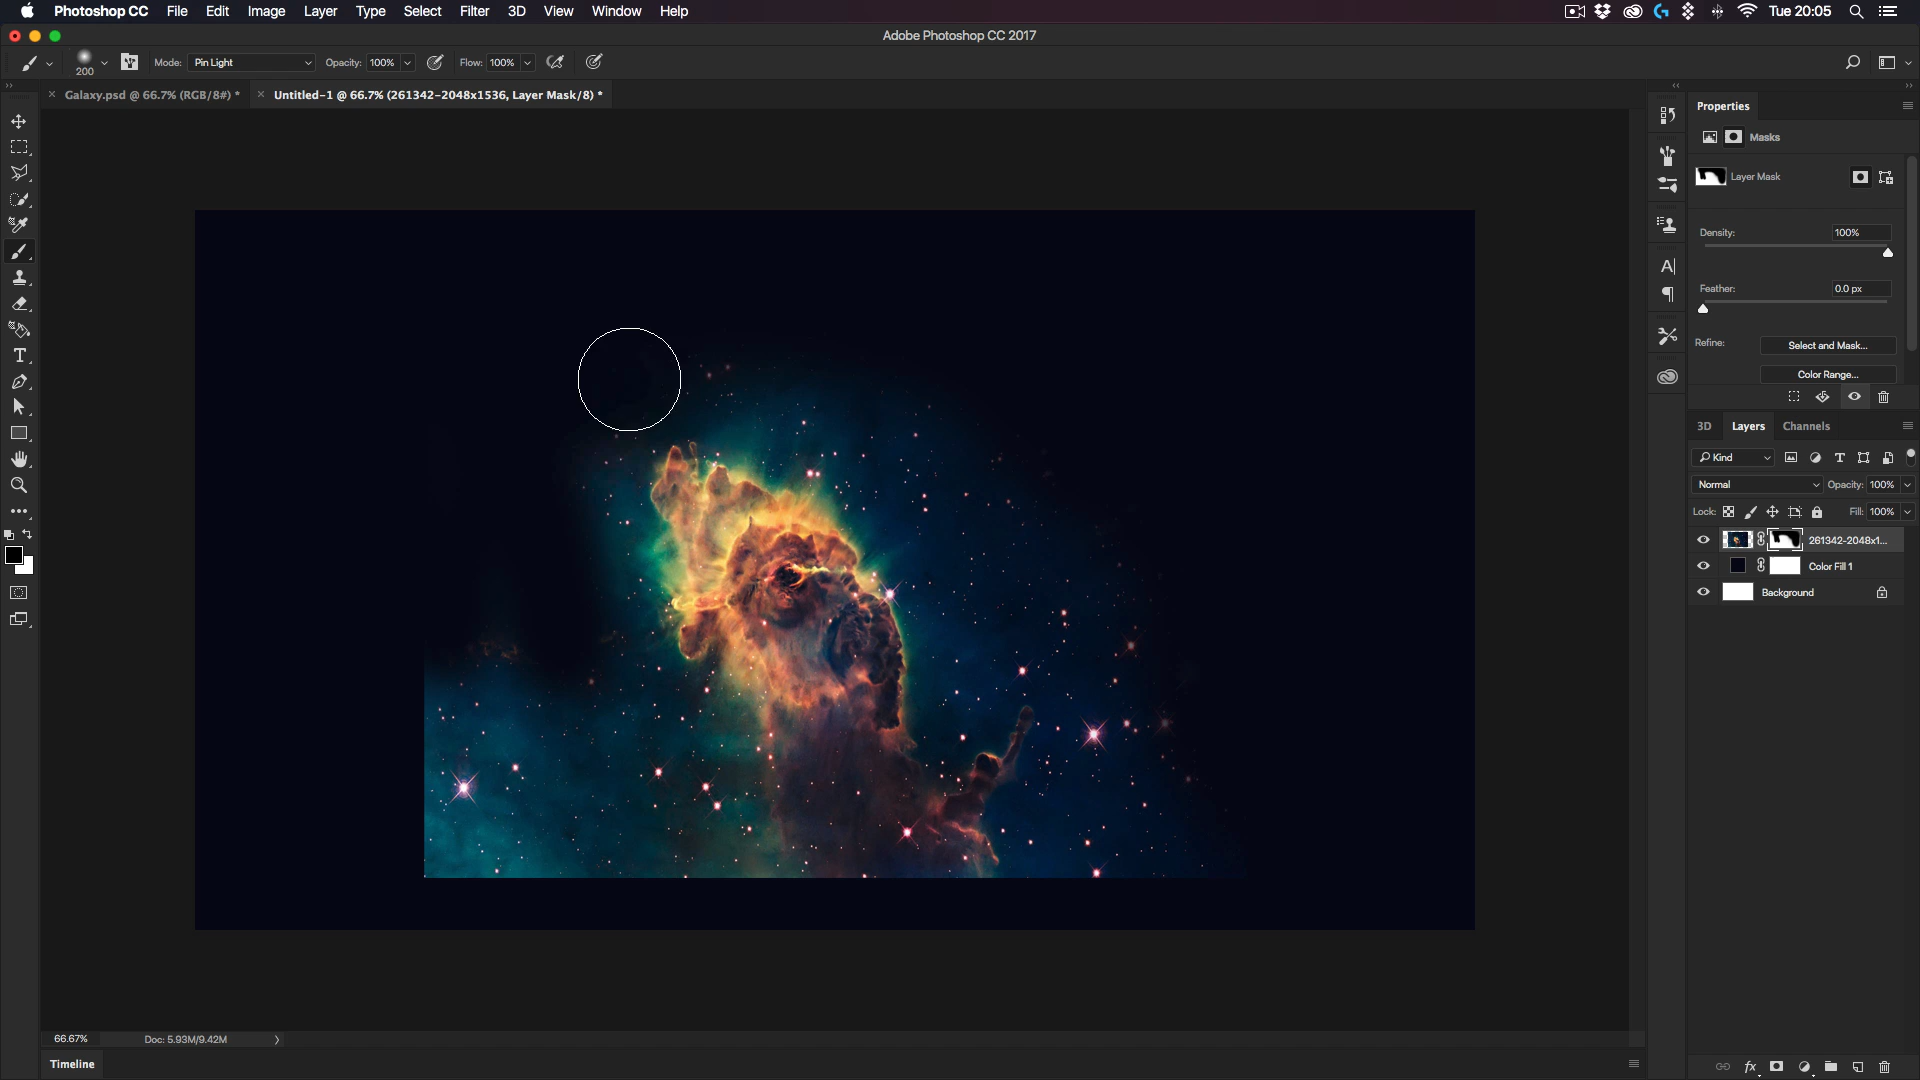 Photoshop CC File Edit Image Layer Type Select Filter 3D View Window Help Tue 20:05
Adobe Photoshop CC 2017
200 Mode: Pin Light Opacity: 100% Flow: 100%
Galaxy.psd @ 66.7% (RGB/8#) * Untitled-1 @ 66.7% (261342-2048x1536, Layer Mask/8) *
Properties
Masks
Layer Mask
Density: 100%
Feather: 0.0 px
Refine: Select and Mask...
Color Range...
3D Layers Channels
Kind
Normal Opacity: 100%
Lock: Fill: 100%
261342-2048x1...
Color Fill 1
Background
66.67% Doc: 5.93M/9.42M
Timeline